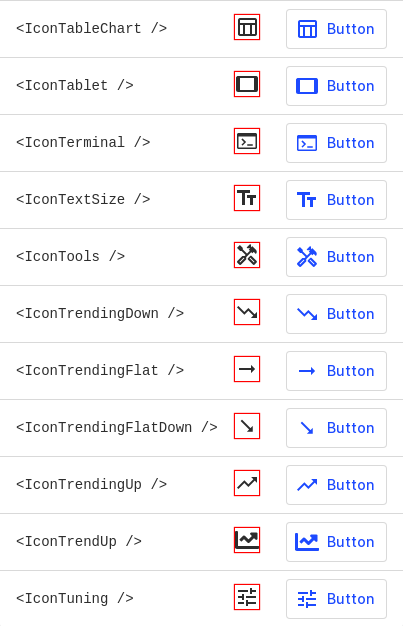 <IconTableChart /> Button
<IconTablet /> Button
<IconTerminal /> Button
<IconTextSize /> Button
<IconTools /> Button
<IconTrendingDown /> Button
<IconTrendingFlat /> Button
<IconTrendingFlatDown /> Button
<IconTrendingUp /> Button
<IconTrendUp /> Button
<IconTuning /> Button